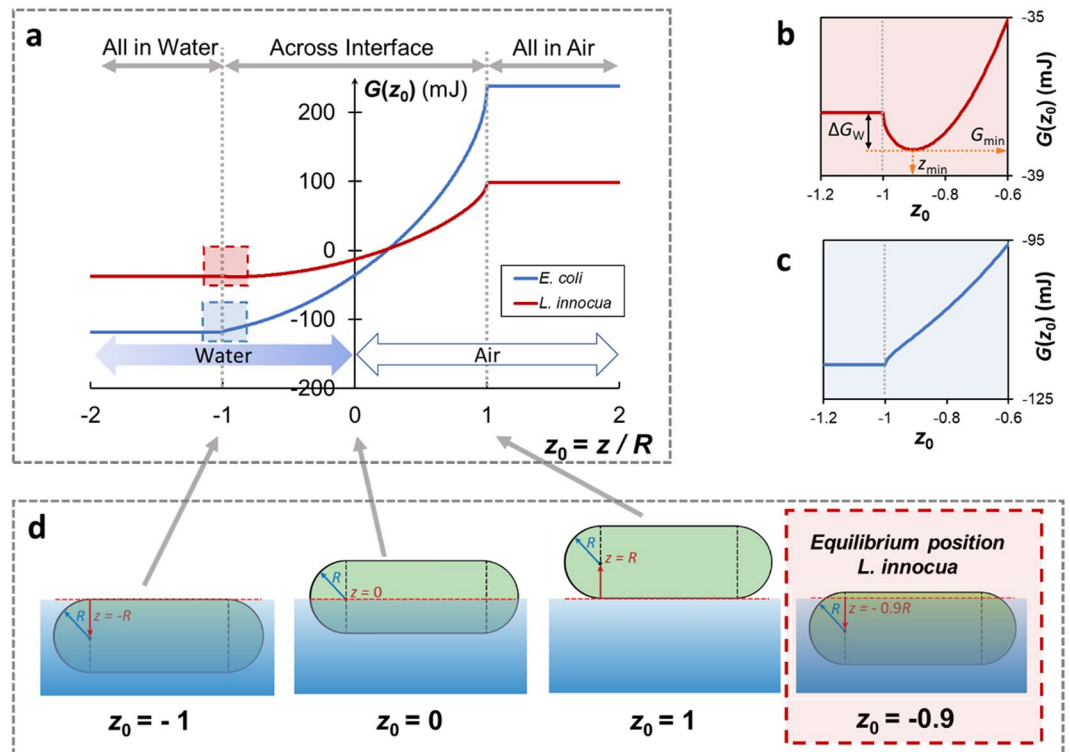 a
All in Water
Across Interface
All in Air
G(z₀) (mJ)
200
100
0
-100
-200
E. coli
L. innocua
Water
Air
-2
-1
0
1
2
z₀ = z / R
b
-35
G(z₀) (mJ)
-39
ΔG_W
G_min
z_min
-1.2
-1
-0.8
-0.6
z₀
c
-95
G(z₀) (mJ)
-125
-1.2
-1
-0.8
-0.6
z₀
d
R
z = -R
z₀ = - 1
R
z = 0
z₀ = 0
R
z = R
z₀ = 1
Equilibrium position
L. innocua
R
z = - 0.9R
z₀ = -0.9